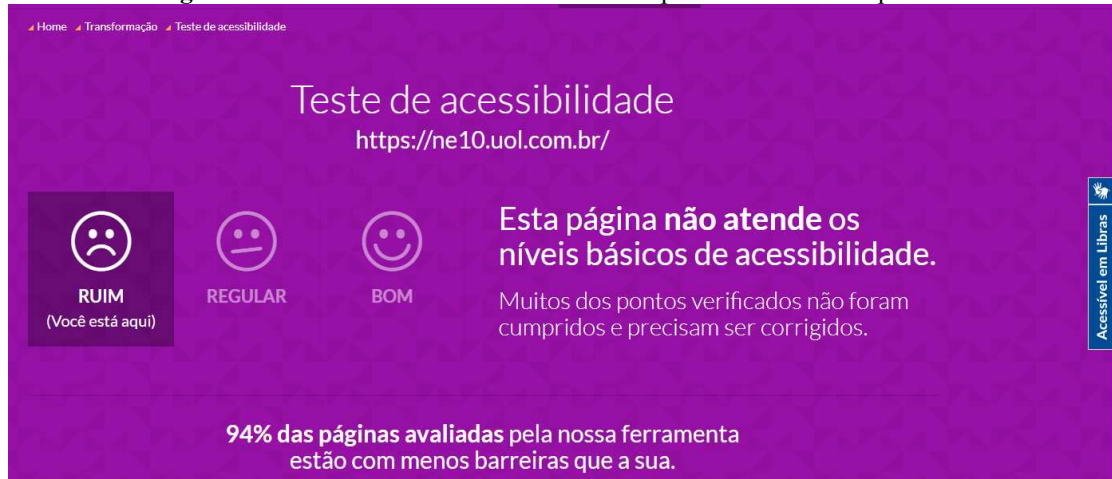 Home Transformação Teste de acessibilidade
Teste de acessibilidade
https://ne10.uol.com.br/
RUIM
(Você está aqui)
REGULAR
BOM
Esta página não atende os
níveis básicos de acessibilidade.
Muitos dos pontos verificados não foram
cumpridos e precisam ser corrigidos.
Acessível em Libras
94% das páginas avaliadas pela nossa ferramenta
estão com menos barreiras que a sua.